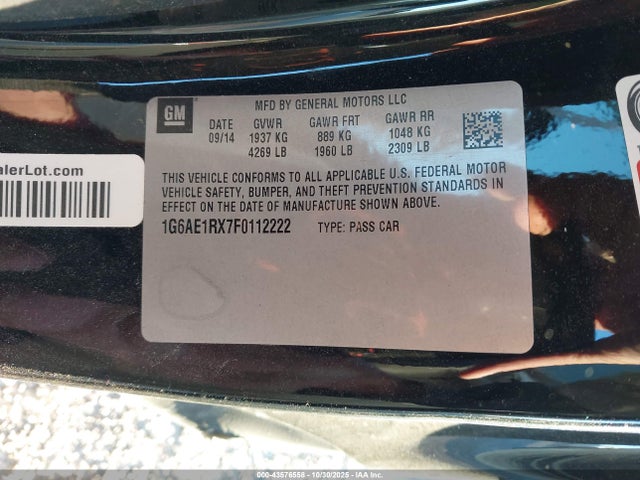 GM
MFD BY GENERAL MOTORS LLC
DATE GVWR GAWR FRT GAWR RR
09/14 1937 KG 889 KG 1048 KG
4269 LB 1960 LB 2309 LB
THIS VEHICLE CONFORMS TO ALL APPLICABLE U.S. FEDERAL MOTOR
VEHICLE SAFETY, BUMPER, AND THEFT PREVENTION STANDARDS IN
EFFECT ON THE DATE OF MANUFACTURE SHOWN ABOVE.
1G6AE1RX7F0112222 TYPE: PASS CAR
alerLot.com
000-43576558 - 10/30/2025 - COPYRIGHT IAA